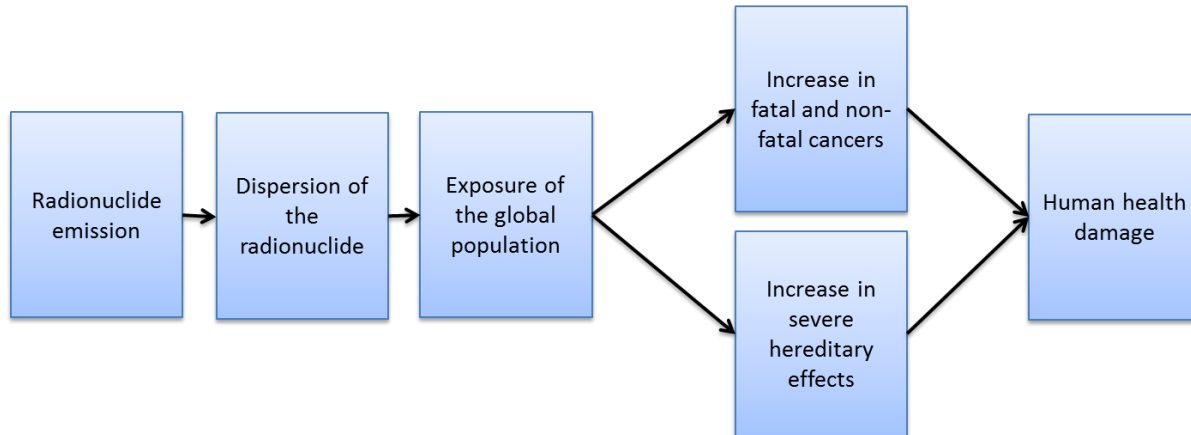 Radionuclide
emission
Dispersion of
the
radionuclide
Exposure of
the global
population
Increase in
fatal and non-
fatal cancers
Increase in
severe
hereditary
effects
Human health
damage